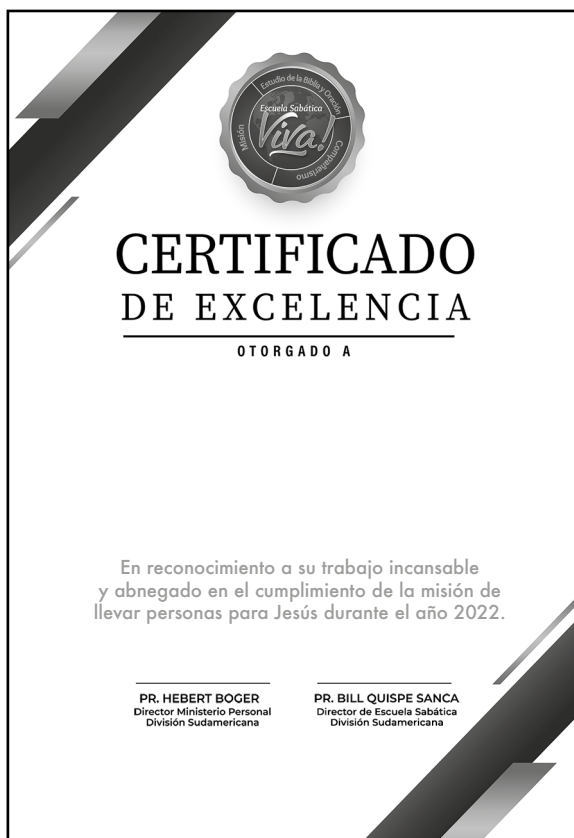 Estudio de la Biblia y Oración
Escuela Sabática
Viva!
Misión
Compañerismo
CERTIFICADO
DE EXCELENCIA
OTORGADO A
En reconocimiento a su trabajo incansable
y abnegado en el cumplimiento de la misión de
llevar personas para Jesús durante el año 2022.
PR. HEBERT BOGER
Director Ministerio Personal
División Sudamericana
PR. BILL QUISPE SANCA
Director de Escuela Sabática
División Sudamericana